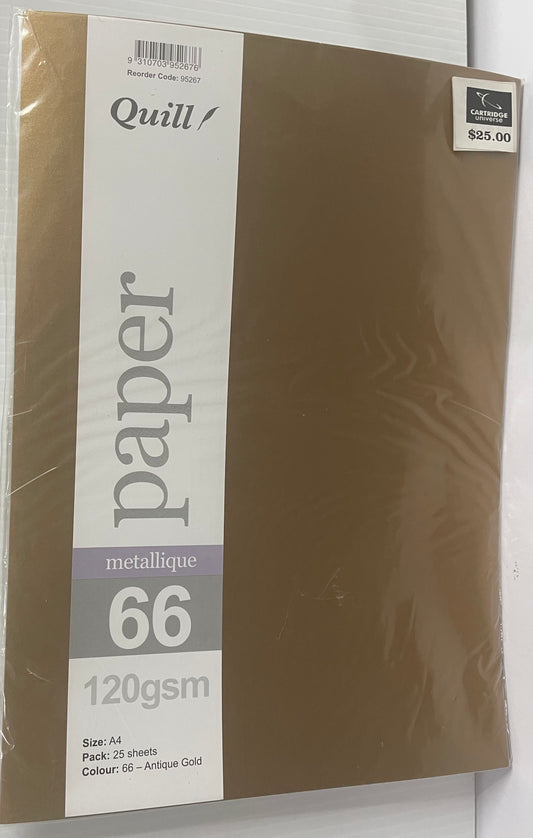 9 310703 952676
Reorder Code: 95267
Quill
CARTRIDGE
universe
$25.00
paper
metallique
66
120gsm
Size: A4
Pack: 25 sheets
Colour: 66 – Antique Gold